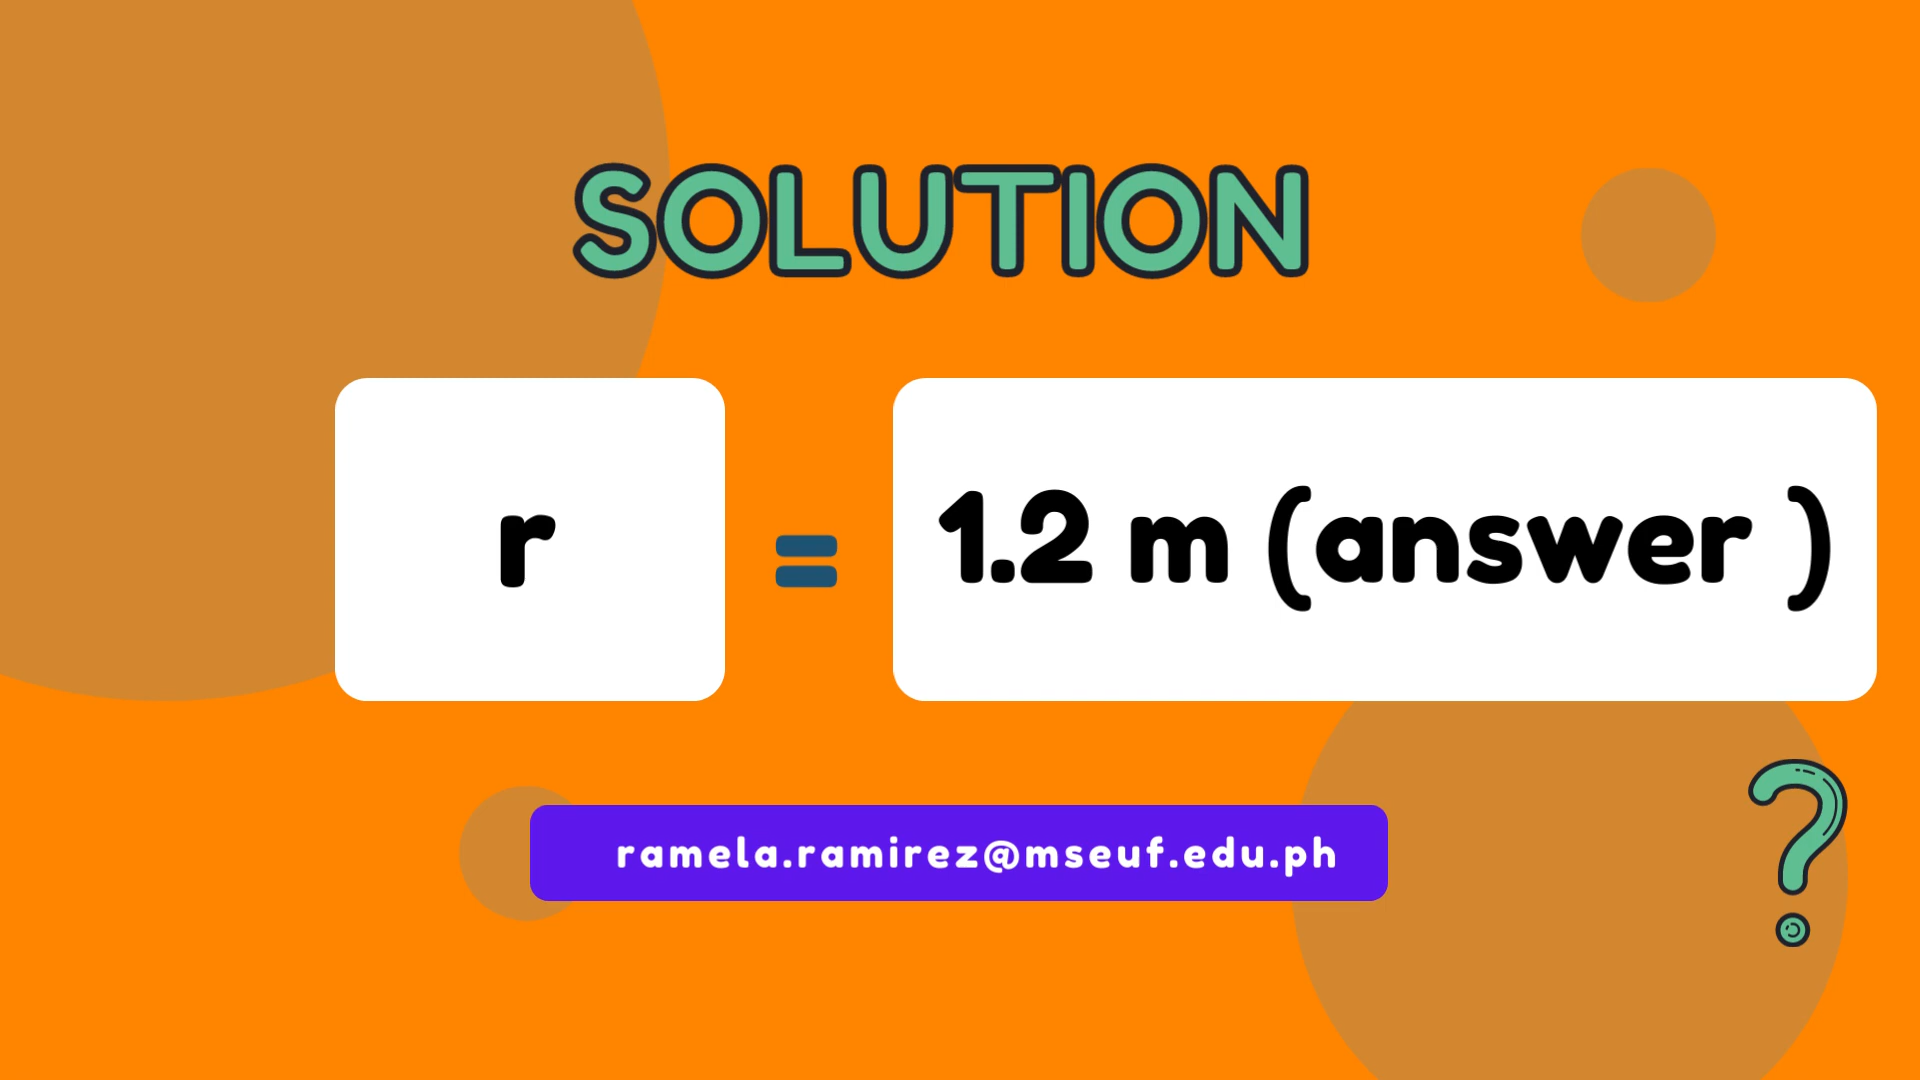 SOLUTION
r = 1.2 m (answer )
ramela.ramirez@mseuf.edu.ph
?